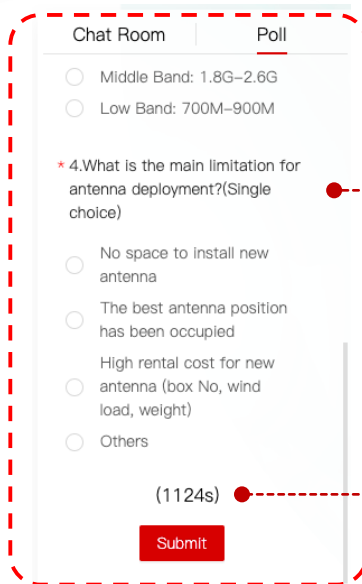 Chat Room Poll
Middle Band: 1.8G–2.6G
Low Band: 700M–900M
* 4.What is the main limitation for
antenna deployment?(Single
choice)
No space to install new
antenna
The best antenna position
has been occupied
High rental cost for new
antenna (box No, wind
load, weight)
Others
(1124s)
Submit